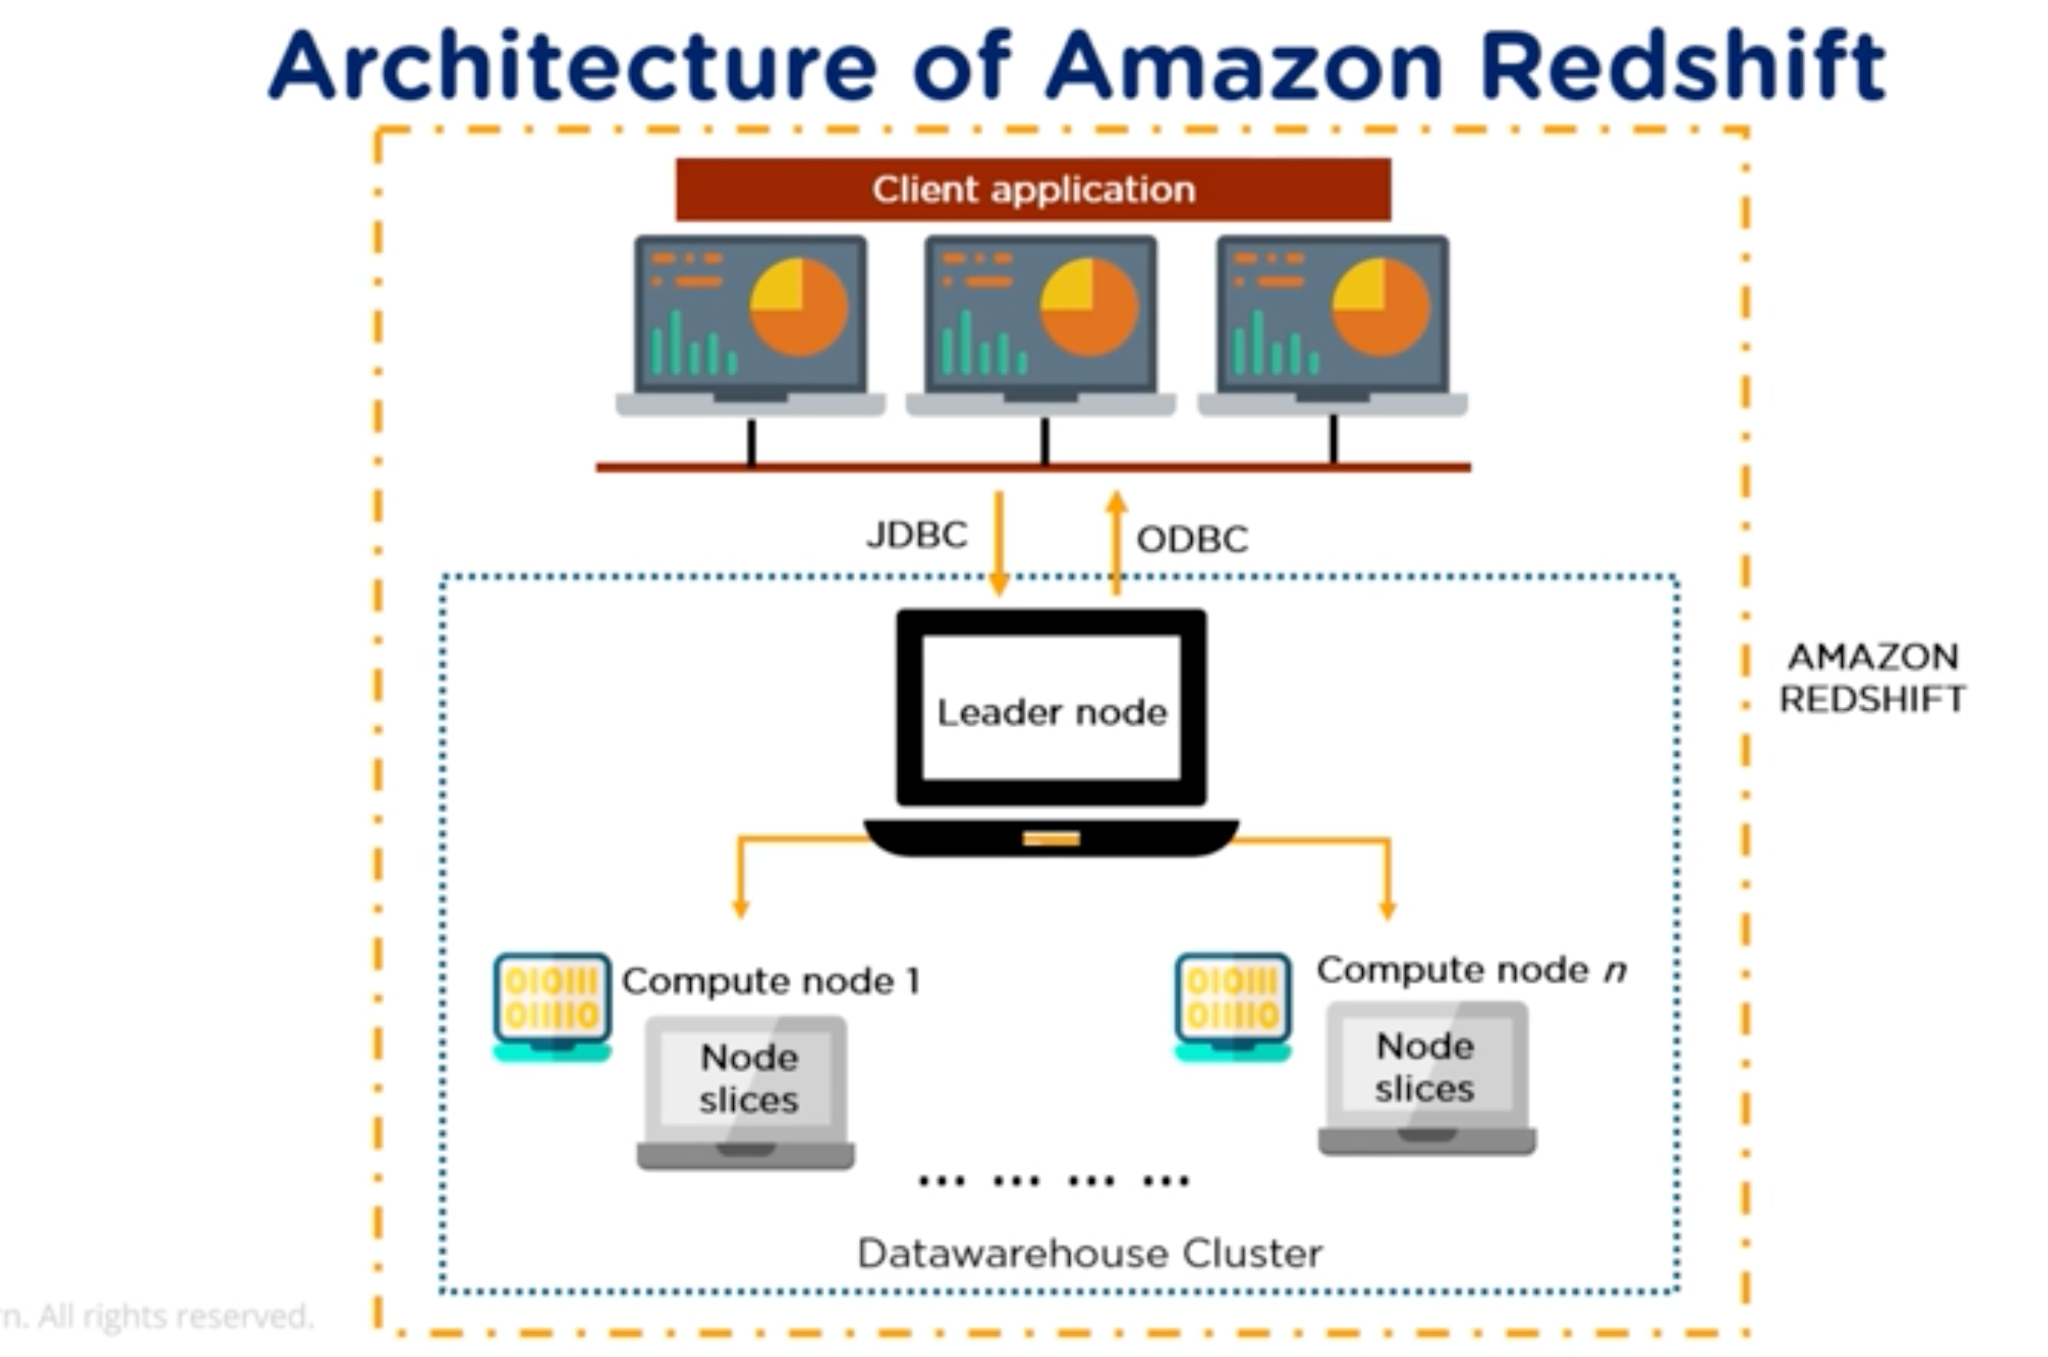 Architecture of Amazon Redshift
Client application
JDBC
ODBC
Leader node
AMAZON
REDSHIFT
Compute node 1
Node
slices
Compute node n
Node
slices
... ... ... ...
Datawarehouse Cluster
All rights reserved.